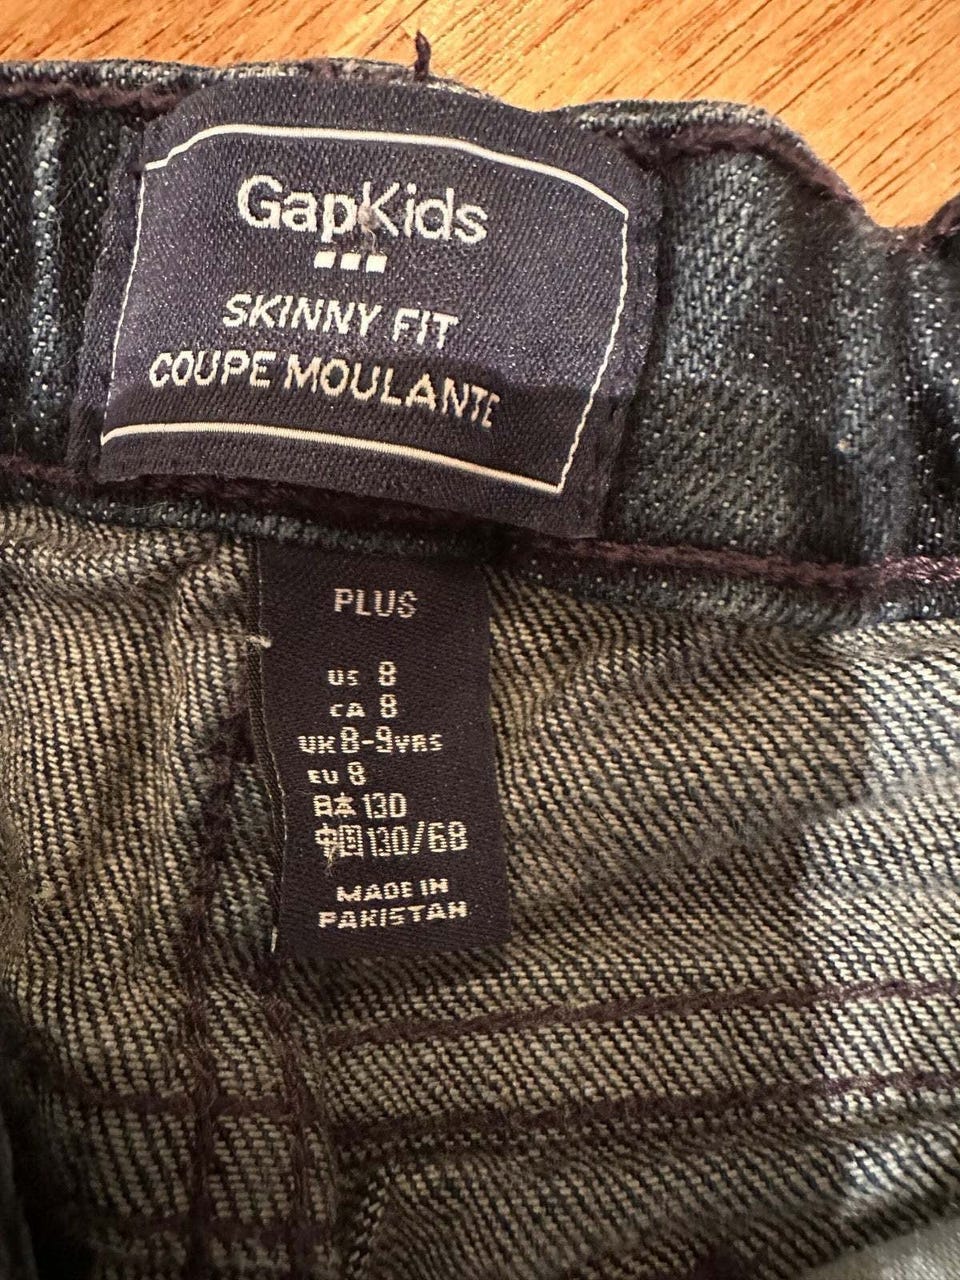 GapKids
SKINNY FIT
COUPE MOULANTE
PLUS
US 8
CA 8
UK 8-9YRS
EU 8
日本 130
中国 130/68
MADE IN
PAKISTAN